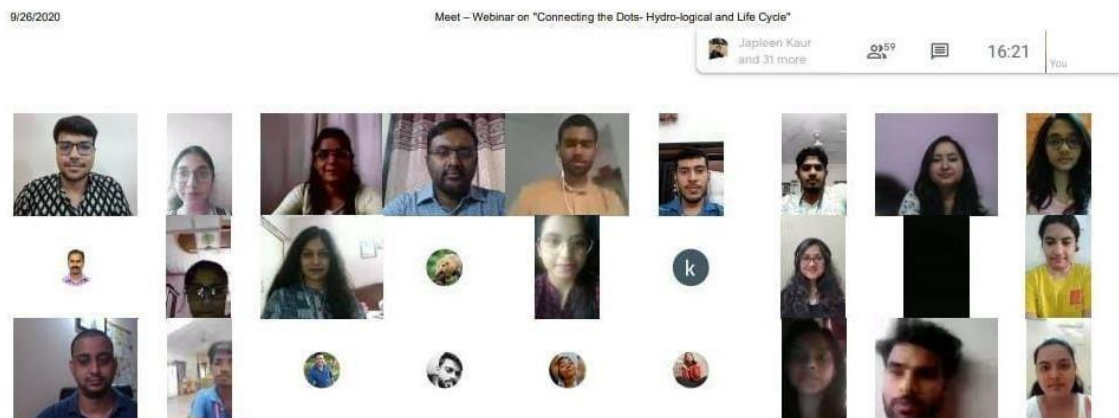 9/26/2020
Meet – Webinar on "Connecting the Dots- Hydro-logical and Life Cycle"
Japleen Kaur
and 31 more
59
16:21
You
k